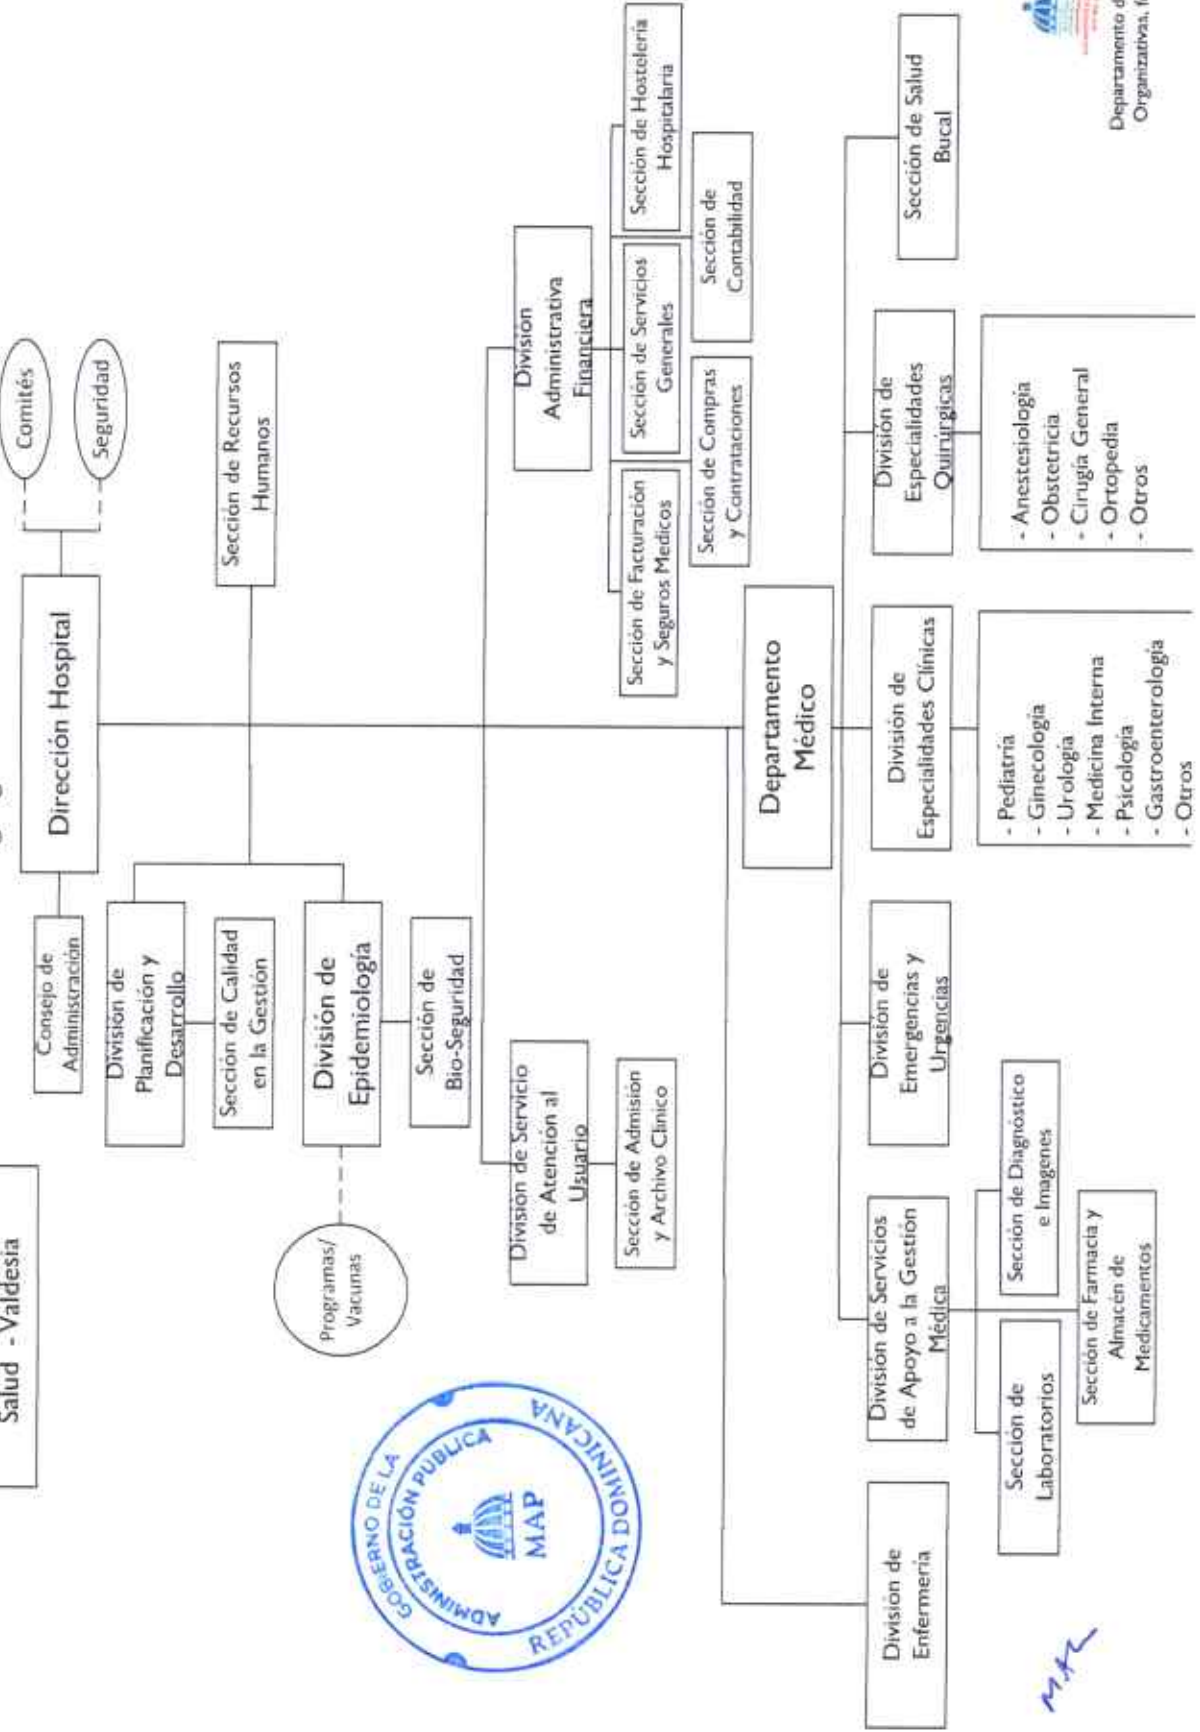 Salud - Valdesia
Dirección Hospital
Comités
Seguridad
Consejo de
Administración
División de
Planificación y
Desarrollo
Sección de Calidad
en la Gestión
Sección de Recursos
Humanos
División de
Epidemiología
Programas/
Vacunas
Sección de
Bio-Seguridad
División de Servicio
de Atención al
Usuario
Sección de Admisión
y Archivo Clínico
División
Administrativa
Financiera
Sección de Facturación
y Seguros Medicos
Sección de Servicios
Generales
Sección de Hostelería
Hospitalaria
Sección de Compras
y Contrataciones
Sección de
Contabilidad
Departamento
Médico
División de
Enfermería
División de Servicios
de Apoyo a la Gestión
Médica
División de
Emergencias y
Urgencias
División de
Especialidades Clínicas
División de
Especialidades
Quirúrgicas
Sección de Salud
Bucal
Sección de
Laboratorios
Sección de Diagnóstico
e Imagenes
Sección de Farmacia y
Almacén de
Medicamentos
- Pediatría
- Ginecología
- Urología
- Medicina Interna
- Psicología
- Gastroenterología
- Otros
- Anestesiología
- Obstetricia
- Cirugía General
- Ortopedia
- Otros
GOBIERNO DE LA
REPÚBLICA DOMINICANA
ADMINISTRACIÓN PÚBLICA
MAP
Departamento d
Organizativas, f